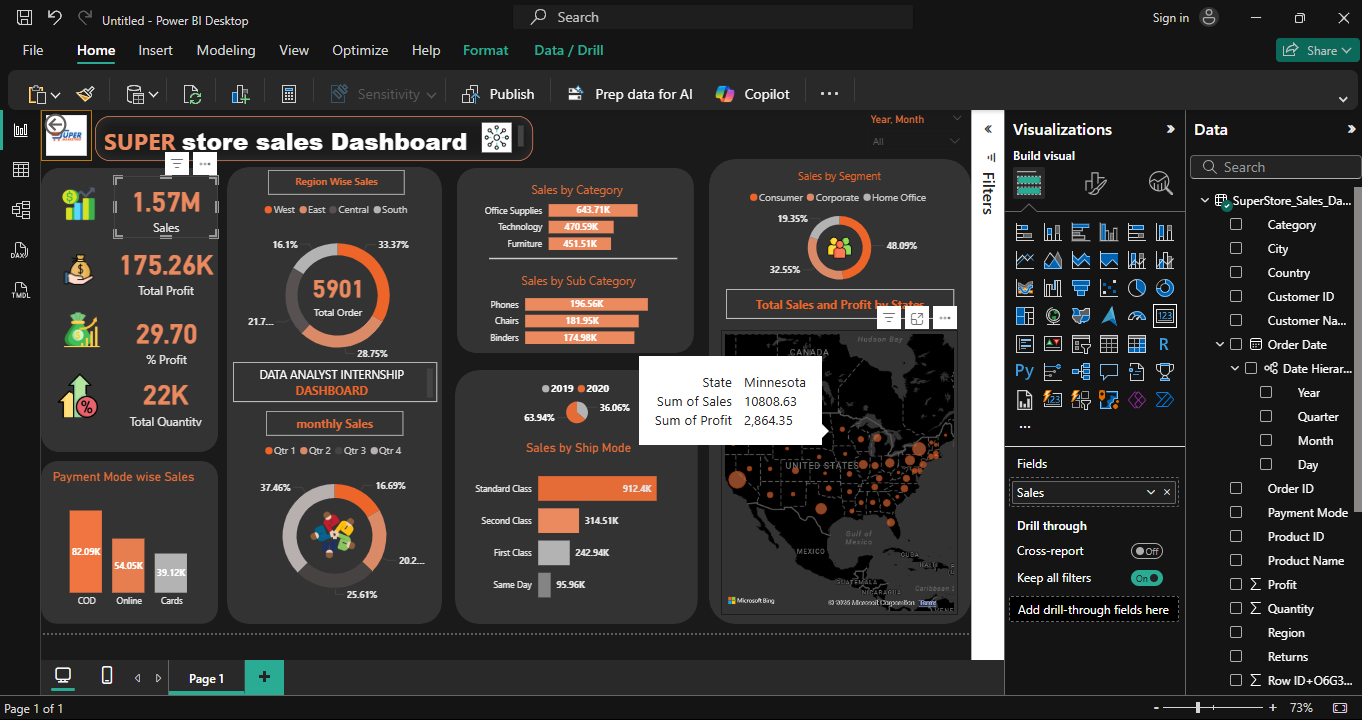 Untitled - Power BI Desktop
Search
Sign in
File
Home
Insert
Modeling
View
Optimize
Help
Format
Data / Drill
Share
Sensitivity
Publish
Prep data for AI
Copilot
SUPER
SUPER store sales Dashboard
Year, Month
All
1.57M
Sales
175.26K
Total Profit
29.70
% Profit
22K
Total Quantity
Payment Mode wise Sales
82.09K
54.05K
39.12K
COD
Online
Cards
Region Wise Sales
West
East
Central
South
16.1%
33.37%
5901
Total Order
21.7...
28.75%
DATA ANALYST INTERNSHIP
DASHBOARD
monthly Sales
Qtr 1
Qtr 2
Qtr 3
Qtr 4
37.46%
16.69%
20.2...
25.61%
Sales by Category
Office Supplies
643.71K
Technology
470.59K
Furniture
451.51K
Sales by Sub Category
Phones
196.56K
Chairs
181.95K
Binders
174.98K
2019
2020
63.94%
36.06%
Sales by Ship Mode
Standard Class
912.4K
Second Class
314.51K
First Class
242.94K
Same Day
95.96K
Sales by Segment
Consumer
Corporate
Home Office
19.35%
48.09%
32.55%
Total Sales and Profit by States
CANADA
Hudson Bay
State Minnesota
Sum of Sales 10808.63
Sum of Profit 2,864.35
UNITED STATES
Gulf of
Mexico
MEXICO
CUBA
GUATEMALA
NICARAGUA
Caribbean
Microsoft Bing
Microsoft Corporation
Terms
Filters
Visualizations
Build visual
R
Py
123
Fields
Sales
Drill through
Cross-report
Off
Keep all filters
On
Add drill-through fields here
Data
Search
SuperStore_Sales_Da...
Category
City
Country
Customer ID
Customer Na...
Order Date
Date Hierar...
Year
Quarter
Month
Day
Order ID
Payment Mode
Product ID
Product Name
Profit
Quantity
Region
Returns
Row ID+O6G3...
DAX
TMDL
Page 1
Page 1 of 1
73%